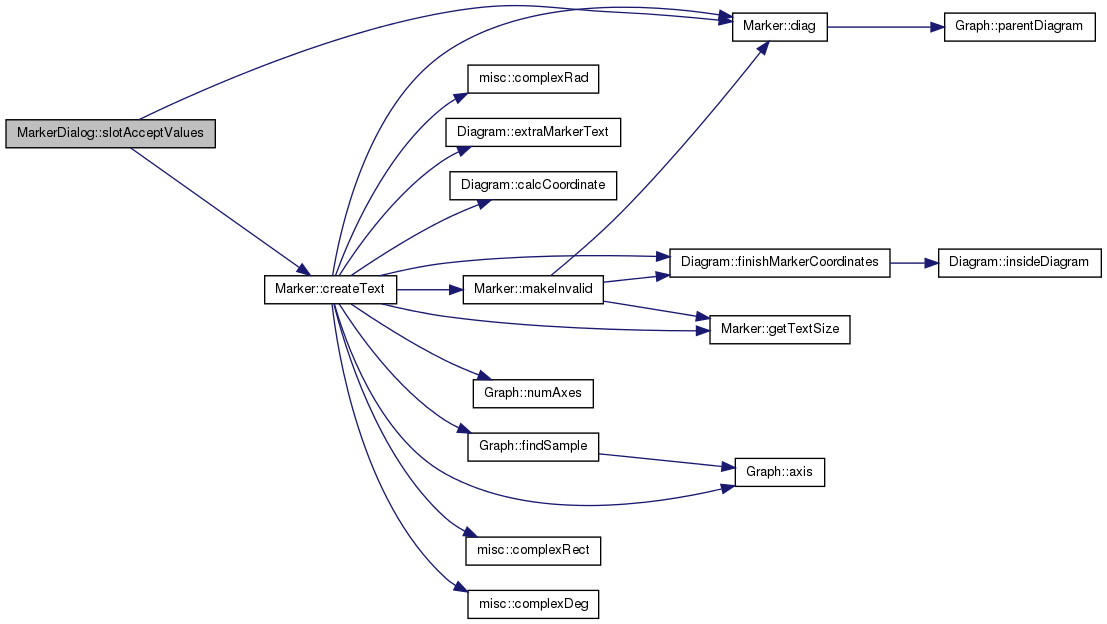 Marker::diag
Graph::parentDiagram
misc::complexRad
MarkerDialog::slotAcceptValues
Diagram::extraMarkerText
Diagram::calcCoordinate
Diagram::finishMarkerCoordinates
Diagram::insideDiagram
Marker::createText
Marker::makeInvalid
Marker::getTextSize
Graph::numAxes
Graph::findSample
Graph::axis
misc::complexRect
misc::complexDeg